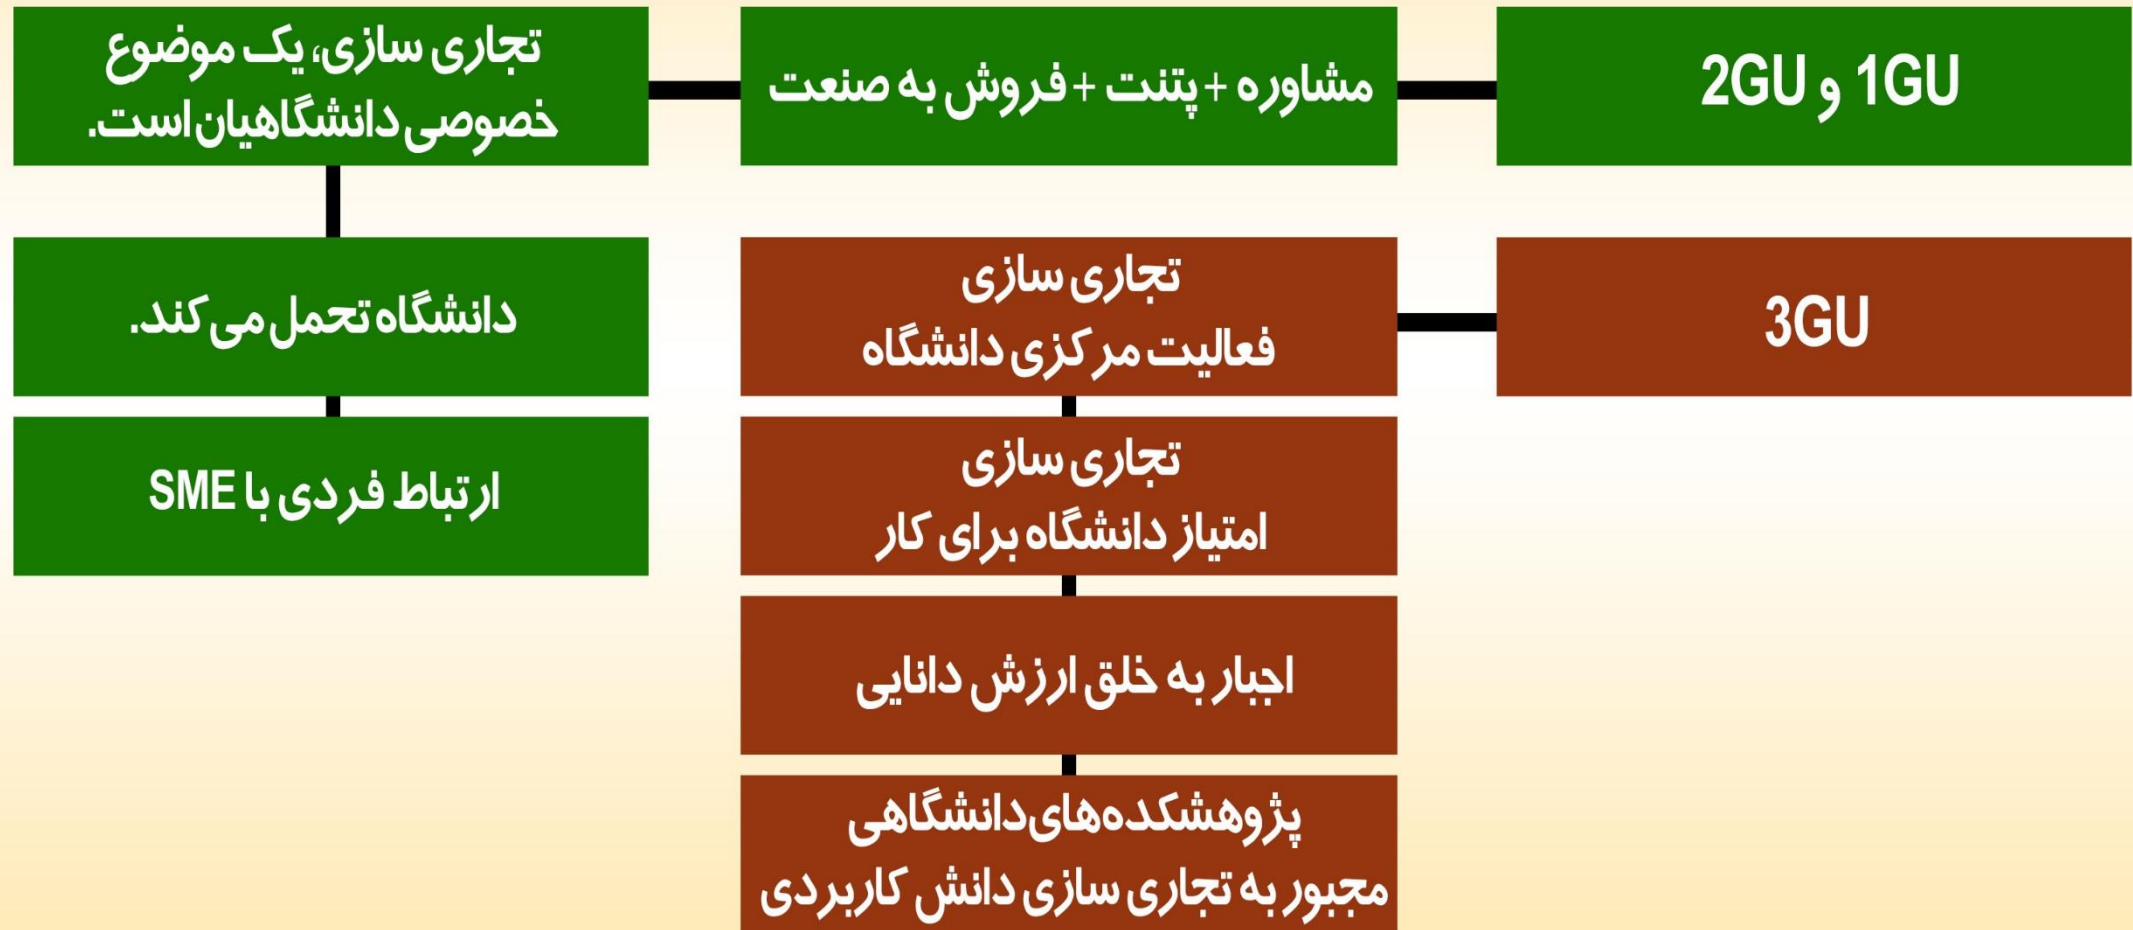 1GU و 2GU
مشاوره + پتنت + فروش به صنعت
تجاری سازی، یک موضوع
خصوصی دانشگاهیان است.
دانشگاه تحمل می کند.
ارتباط فردی با SME
3GU
تجاری سازی
فعالیت مرکزی دانشگاه
تجاری سازی
امتیاز دانشگاه برای کار
اجبار به خلق ارزش دانایی
پژوهشکده‌های دانشگاهی
مجبور به تجاری سازی دانش کاربردی